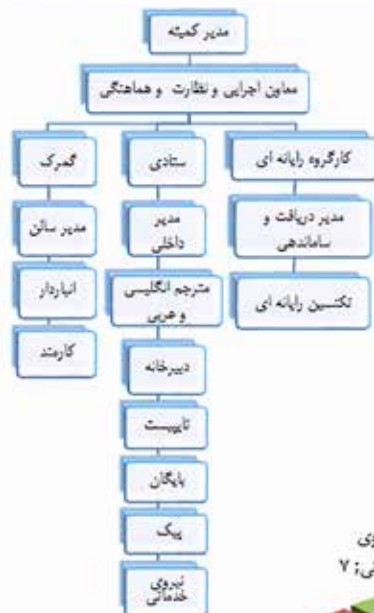 مدیر کمیته
معاون اجرایی و نظارت و هماهنگی
کارگروه رایانه ای
مدیر دریافت و
ساماندهی
تکنسین رایانه ای
ستادی
مدیر
داخلی
مترجم انگلیسی
و عربی
دبیرخانه
تایپیست
بایگان
پیک
نیروی
خدماتی
گمرک
مدیر سالن
انباردار
کارمند
۷